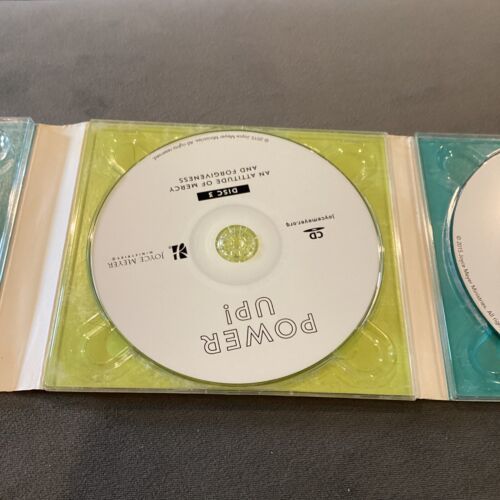 POWER
UP!
CD
joycemeyer.org
JOYCE MEYER
MINISTRIES
DISC 3
AN ATTITUDE OF MERCY
AND FORGIVENESS
© 2015 Joyce Meyer Ministries. All rights reserved.
© 2015 Joyce Meyer Ministries. All